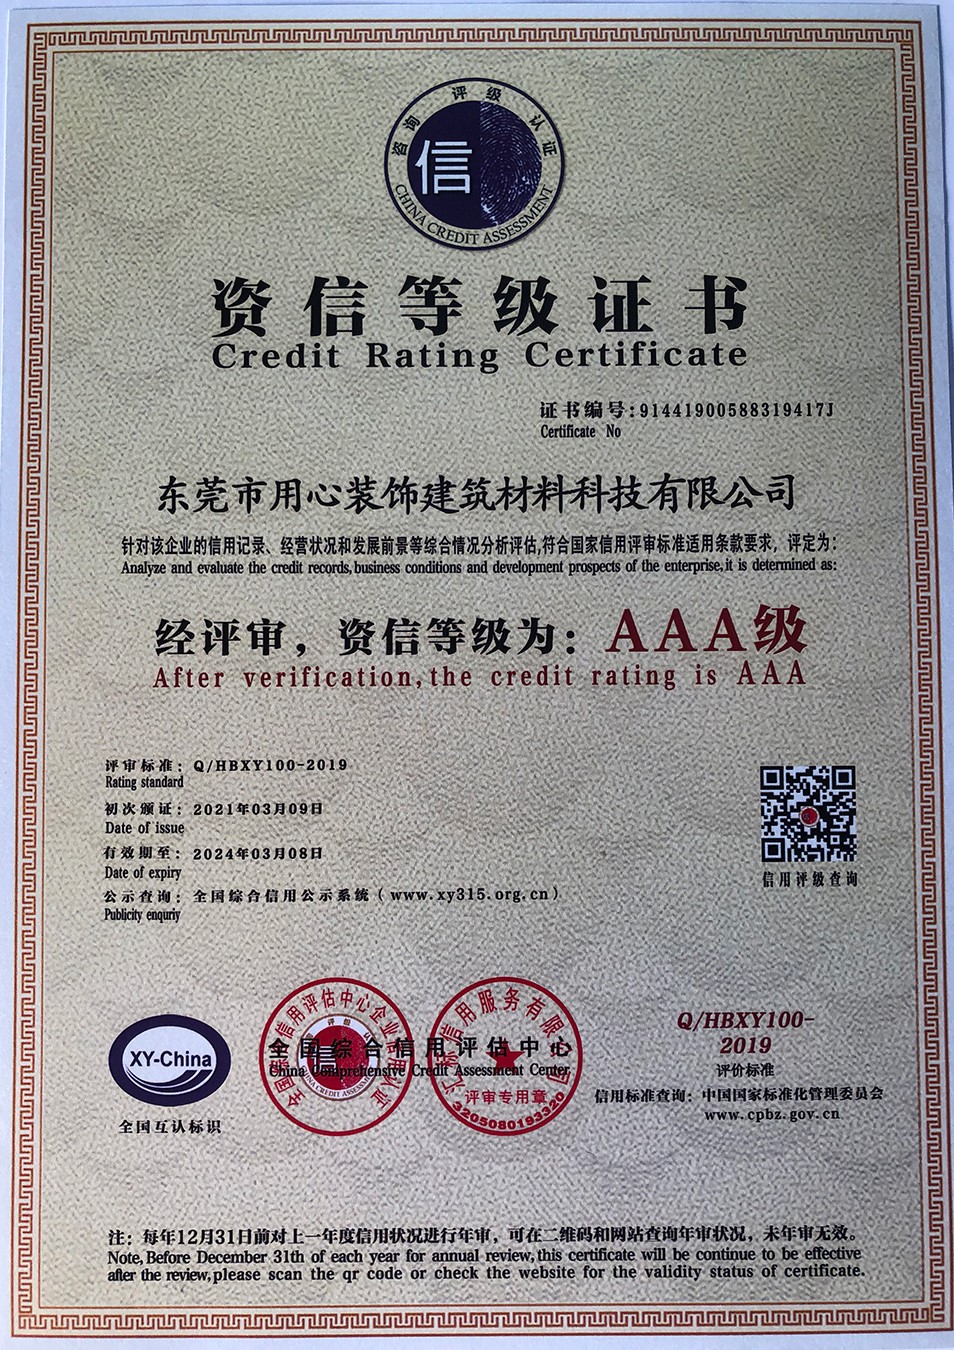 咨询 评级 认证
信
CHINA CREDIT ASSESSMENT
资信等级证书
Credit Rating Certificate
证书编号:91441900588319417J
Certificate No
东莞市用心装饰建筑材料科技有限公司
针对该企业的信用记录、经营状况和发展前景等综合情况分析评估,符合国家信用评审标准适用条款要求，评定为：
Analyze and evaluate the credit records,business conditions and development prospects of the enterprise,it is determined as:
经评审，资信等级为：AAA级
After verification,the credit rating is AAA
评审标准：Q/HBXY100-2019
Rating standard
初次颁证：2021年03月09日
Date of issue
有效期至：2024年03月08日
Date of expiry
公示查询：全国综合信用公示系统（www.xy315.org.cn）
Publicity enquriy
信用评级查询
XY-China
全国互认标识
全国综合信用评估中心
China Comprehensive Credit Assessment Center
评审专用章
3205080193320
Q/HBXY100-
2019
评价标准
信用标准查询：中国国家标准化管理委员会
www.cpbz.gov.cn
注：每年12月31日前对上一年度信用状况进行年审，可在二维码和网站查询年审状况，未年审无效。
Note,Before December 31th of each year for annual review,this certificate will be continue to be effective
after the review,please scan the qr code or check the website for the validity status of certificate.